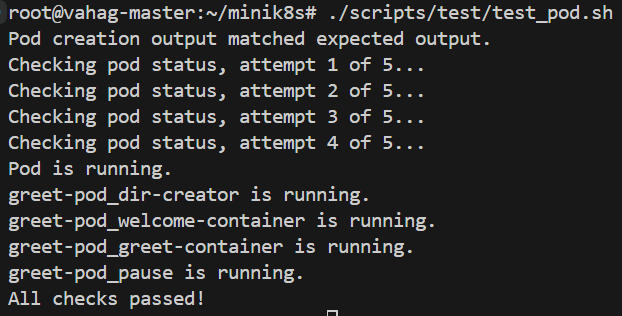 root@vahag-master:~/minik8s# ./scripts/test/test_pod.sh
Pod creation output matched expected output.
Checking pod status, attempt 1 of 5...
Checking pod status, attempt 2 of 5...
Checking pod status, attempt 3 of 5...
Checking pod status, attempt 4 of 5...
Pod is running.
greet-pod_dir-creator is running.
greet-pod_welcome-container is running.
greet-pod_greet-container is running.
greet-pod_pause is running.
All checks passed!